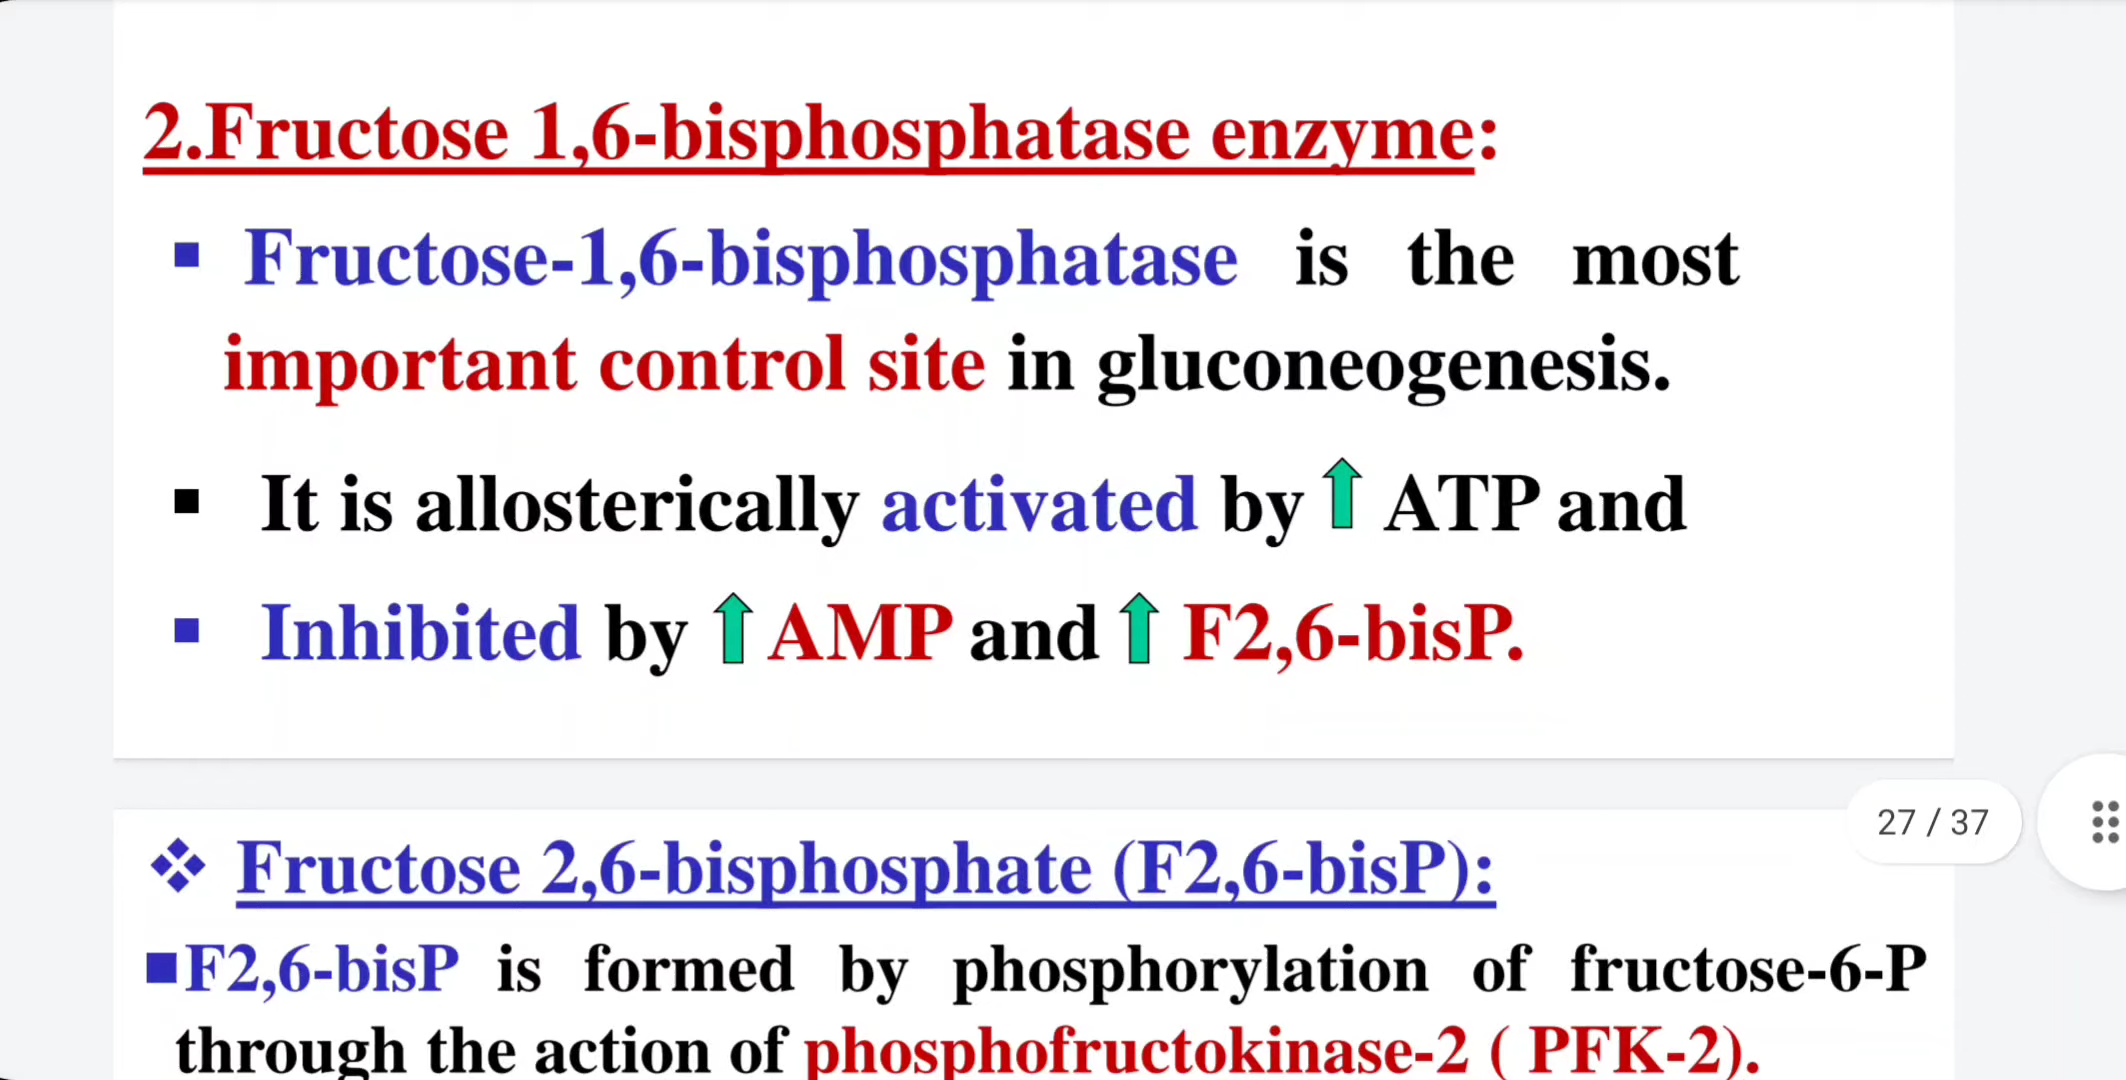 2.Fructose 1,6-bisphosphatase enzyme:
▪ Fructose-1,6-bisphosphatase is the most
important control site in gluconeogenesis.
▪ It is allosterically activated by ⬆ ATP and
▪ Inhibited by ⬆ AMP and ⬆ F2,6-bisP.
27 / 37
❖ Fructose 2,6-bisphosphate (F2,6-bisP):
▪F2,6-bisP is formed by phosphorylation of fructose-6-P
through the action of phosphofructokinase-2 ( PFK-2).